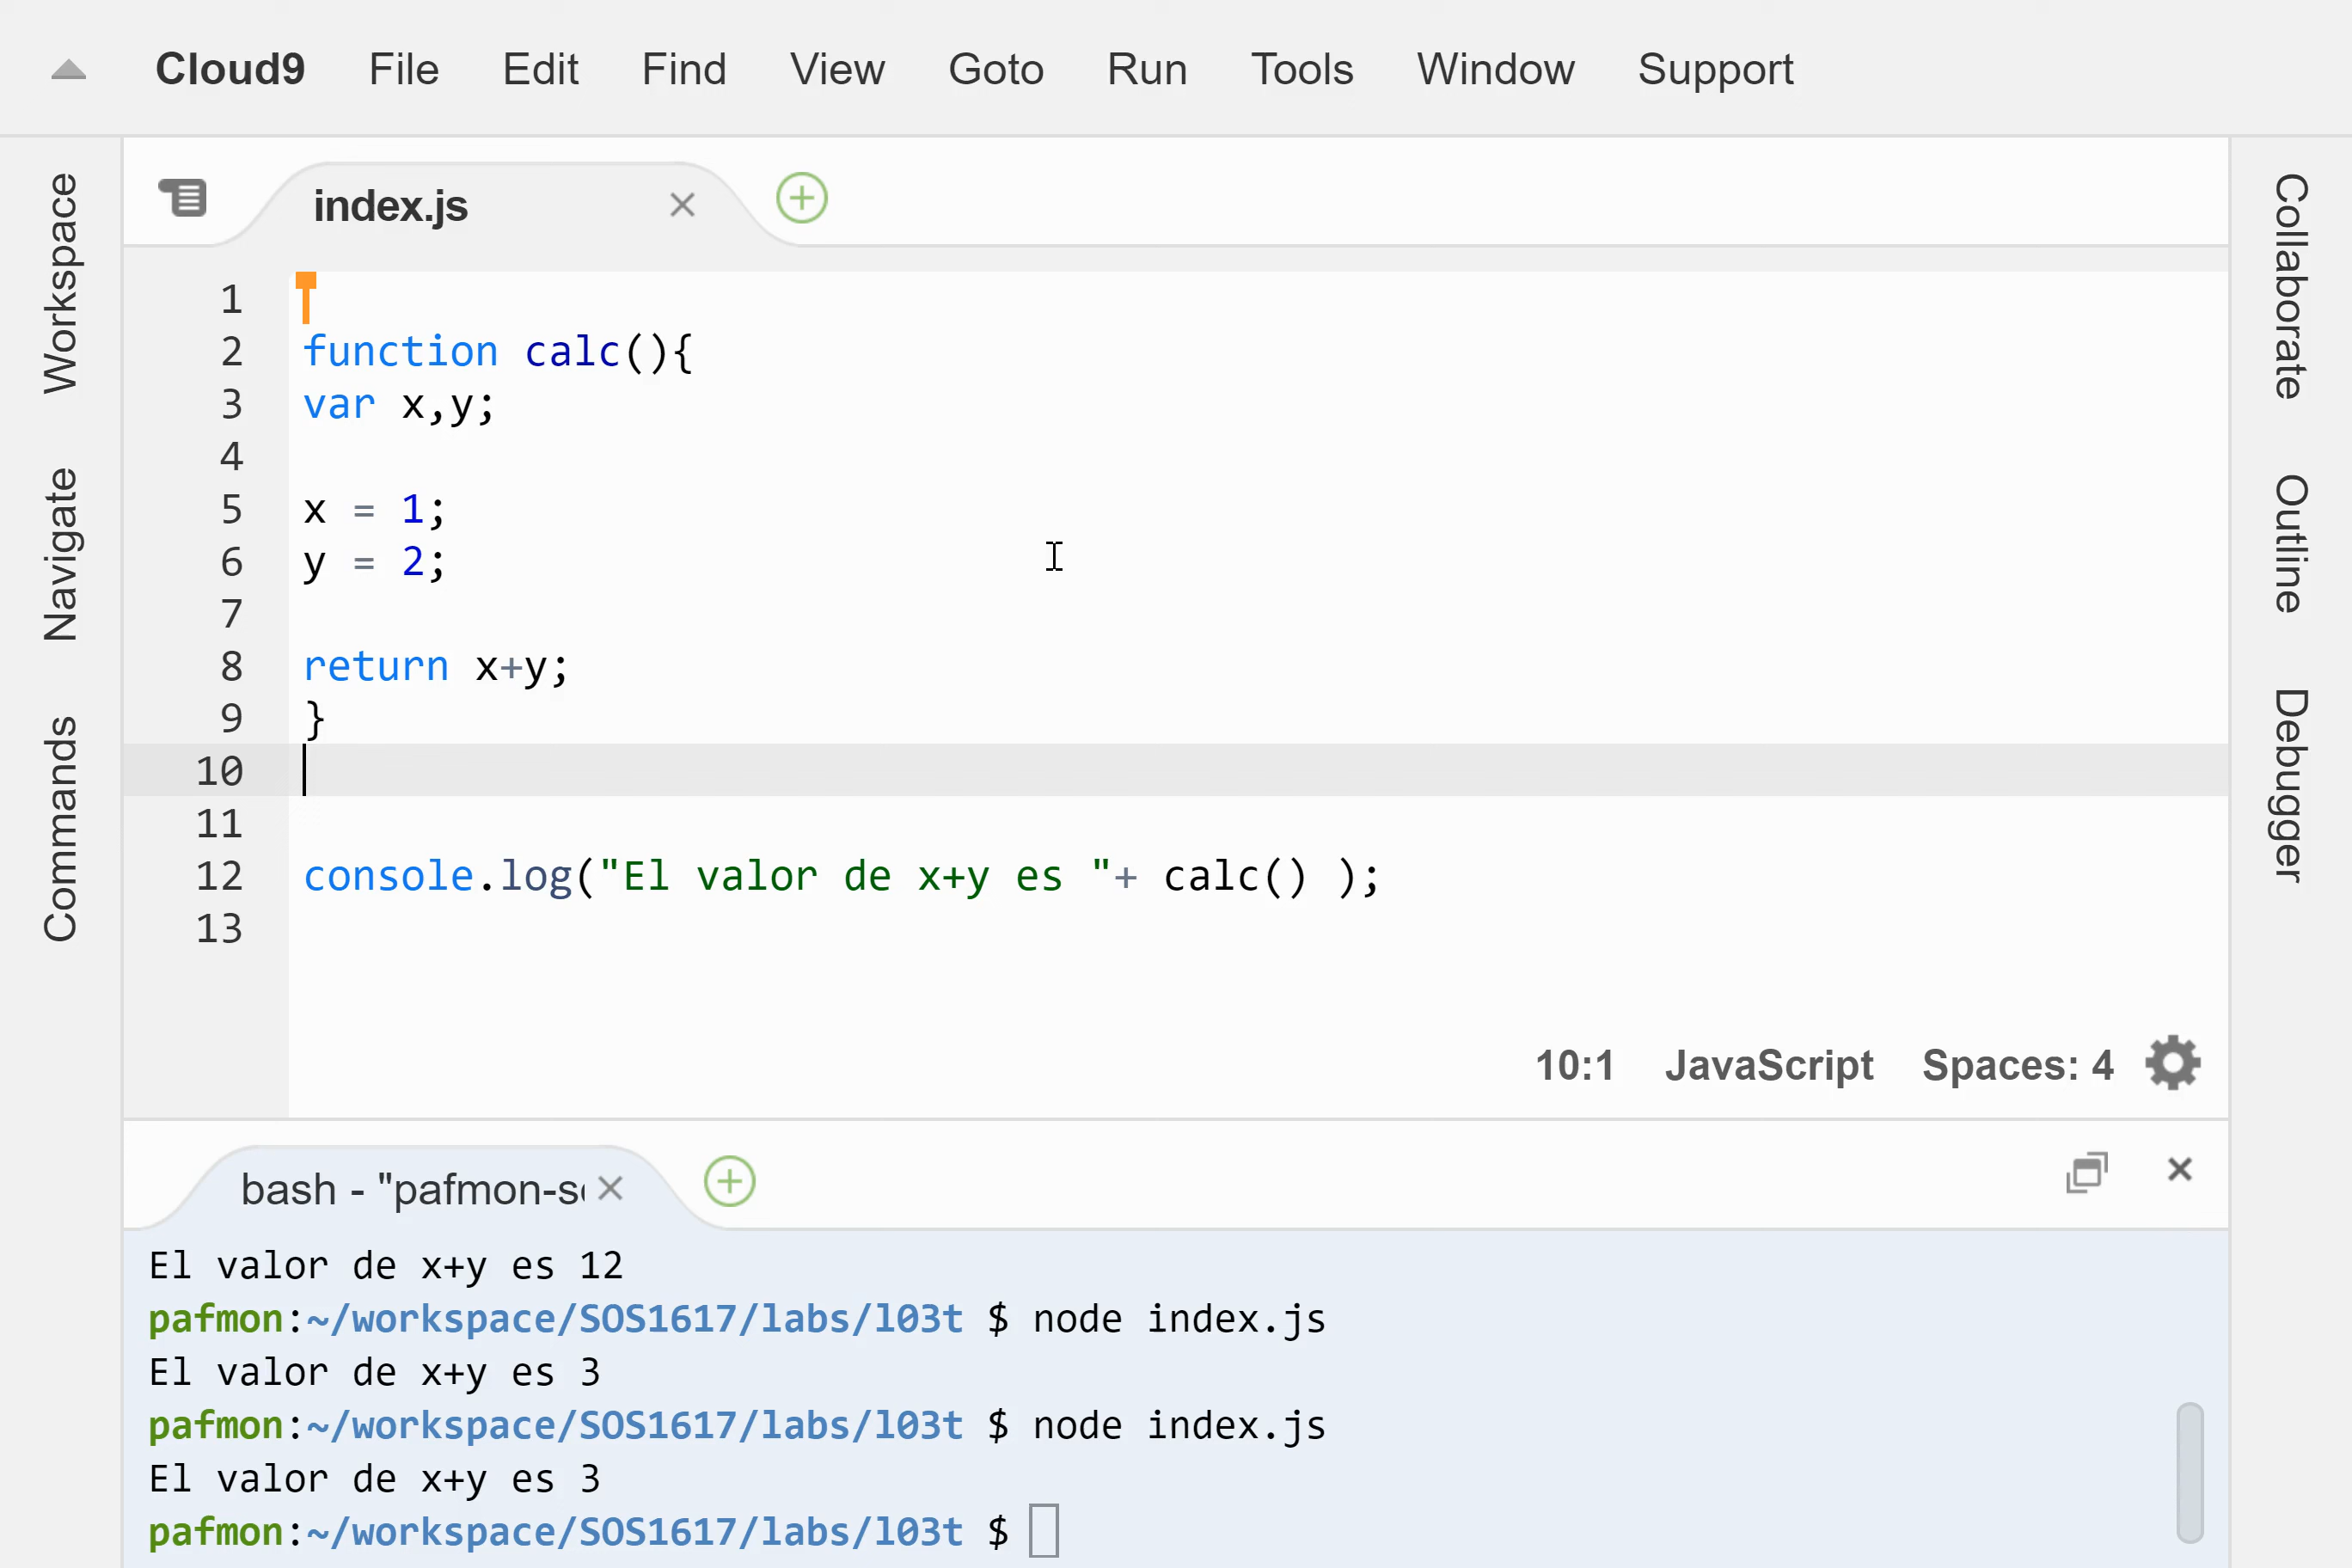 Cloud9 File Edit Find View Goto Run Tools Window Support
Workspace
Navigate
Commands
index.js
1
2 function calc(){
3 var x,y;
4
5 x = 1;
6 y = 2;
7
8 return x+y;
9 }
10
11
12 console.log("El valor de x+y es "+ calc() );
13
10:1 JavaScript Spaces: 4
Collaborate
Outline
Debugger
bash - "pafmon-s
El valor de x+y es 12
pafmon:~/workspace/SOS1617/labs/l03t $ node index.js
El valor de x+y es 3
pafmon:~/workspace/SOS1617/labs/l03t $ node index.js
El valor de x+y es 3
pafmon:~/workspace/SOS1617/labs/l03t $